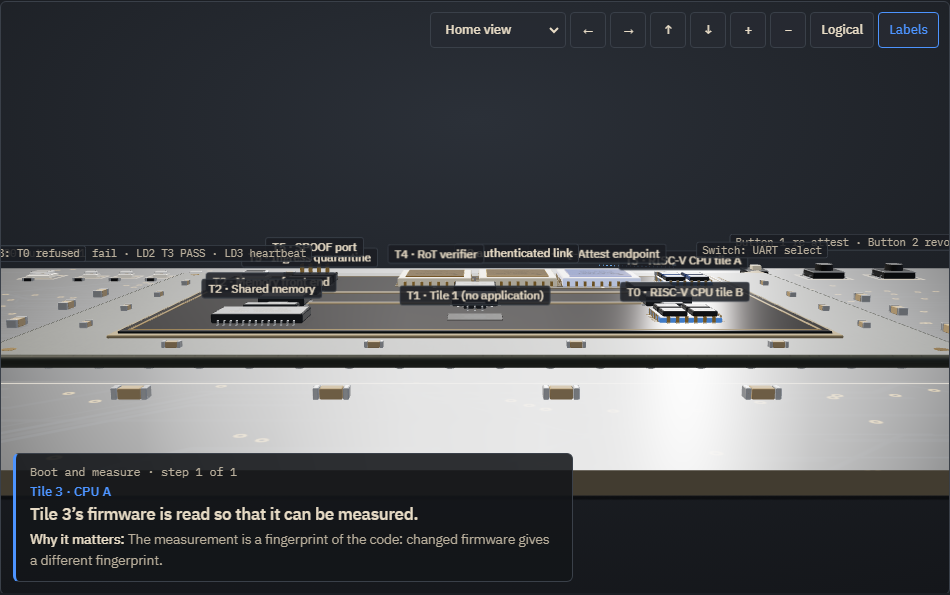 Home view
←
→
↑
↓
+
−
Logical
Labels
Button 1 re-attest · Button 2 revo
PROOF port
3: T0 refused
fail · LD2 T3 PASS · LD3 heartbeat
quarantine
T4 · RoT verifier
uthenticated link
Attest endpoint
Switch: UART select
CPU tile A
T2 · Shared memory
T1 · Tile 1 (no application)
T0 · RISC-V CPU tile B
Boot and measure · step 1 of 1
Tile 3 · CPU A
Tile 3’s firmware is read so that it can be measured.
Why it matters: The measurement is a fingerprint of the code: changed firmware gives
a different fingerprint.